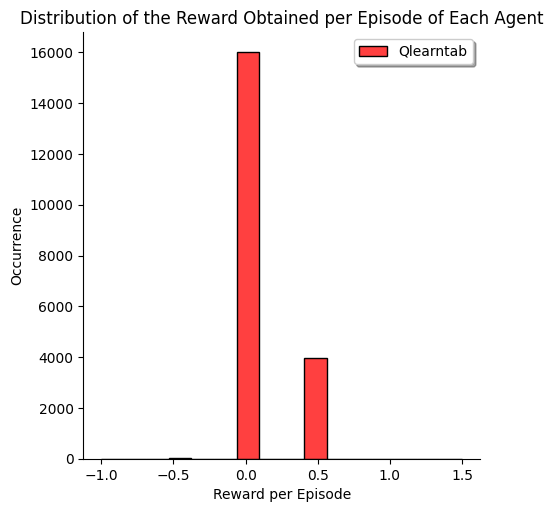 Distribution of the Reward Obtained per Episode of Each Agent
Qlearntab
16000
14000
12000
10000
8000
6000
4000
2000
0
Occurrence
−1.0 −0.5 0.0 0.5 1.0 1.5
Reward per Episode